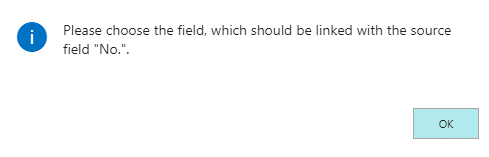 Please choose the field, which should be linked with the source
field "No.".
OK